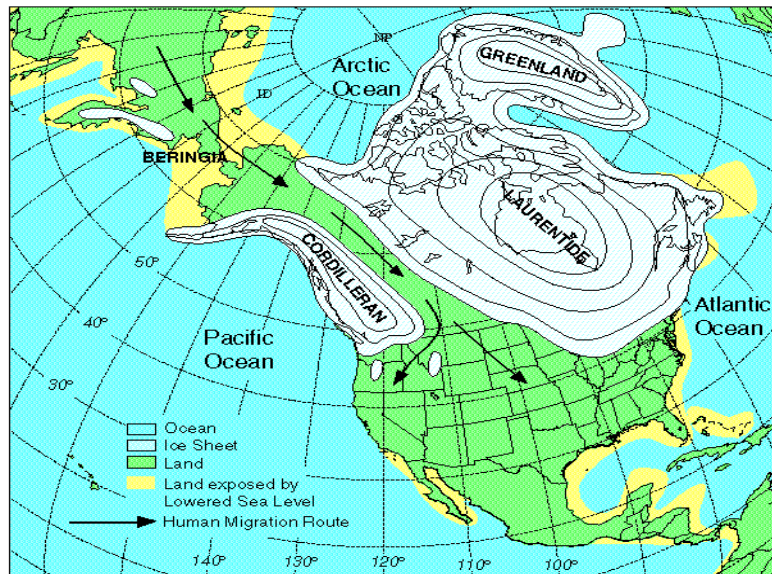 NP
Arctic
Ocean
GREENLAND
ID
BERINGIA
LAURENTIDE
CORDILLERAN
50°
40°
30°
Pacific
Ocean
Atlantic
Ocean
Ocean
Ice Sheet
Land
Land exposed by
Lowered Sea Level
Human Migration Route
140°
130°
120°
110°
100°